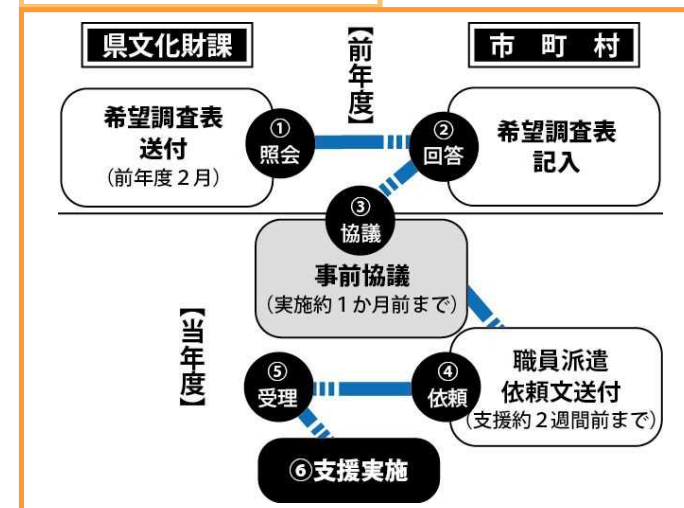 県文化財課
【前年度】
市町村
希望調査表
送付
(前年度2月)
①
照会
②
回答
希望調査表
記入
③
協議
事前協議
(実施約1か月前まで)
【当年度】
職員派遣
依頼文送付
(支援約2週間前まで)
④
依頼
⑤
受理
⑥支援実施